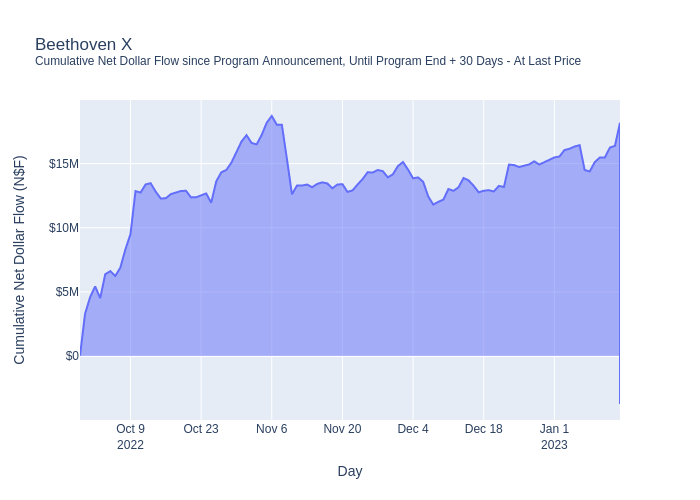 Beethoven X
Cumulative Net Dollar Flow since Program Announcement, Until Program End + 30 Days - At Last Price
Cumulative Net Dollar Flow (N$F)
$15M
$10M
$5M
$0
Oct 9
2022
Oct 23
Nov 6
Nov 20
Dec 4
Dec 18
Jan 1
2023
Day